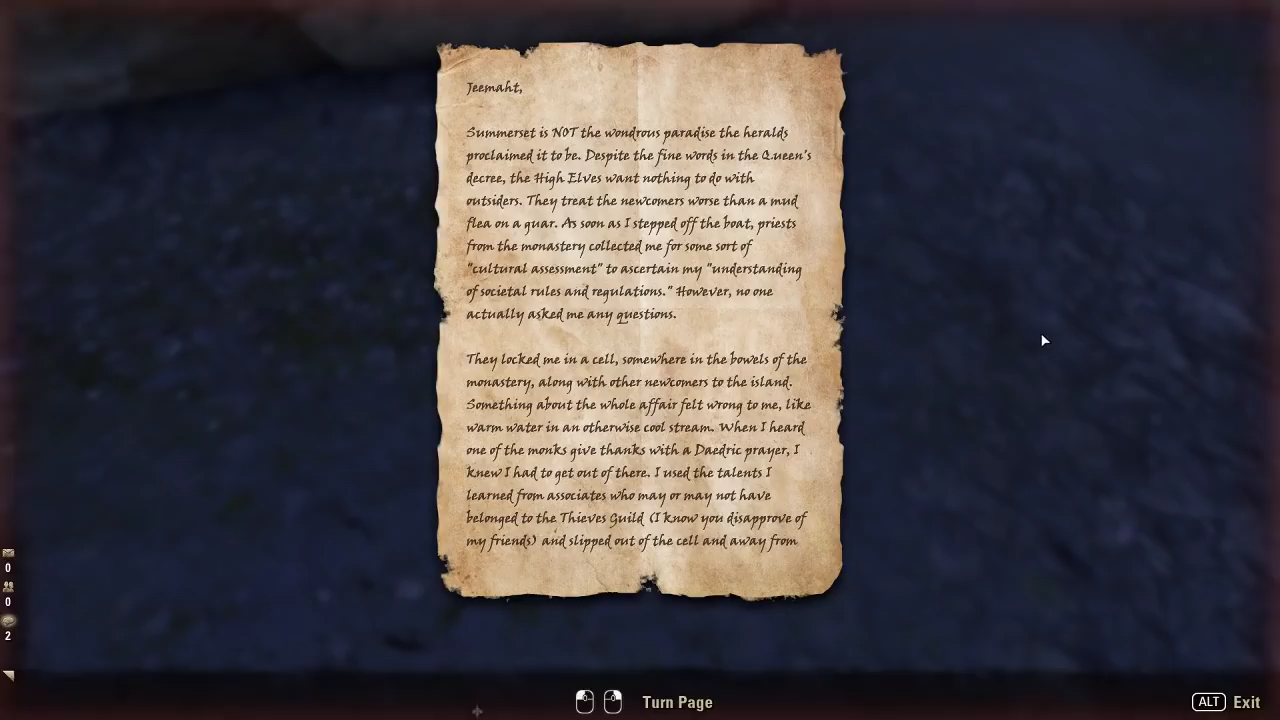 Jeemaht,
Summerset is NOT the wondrous paradise the heralds
proclaimed it to be. Despite the fine words in the Queen's
decree, the High Elves want nothing to do with
outsiders. They treat the newcomers worse than a mud
flea on a guar. As soon as I stepped off the boat, priests
from the monastery collected me for some sort of
"cultural assessment" to ascertain my "understanding
of societal rules and regulations." However, no one
actually asked me any questions.
They locked me in a cell, somewhere in the bowels of the
monastery, along with other newcomers to the island.
Something about the whole affair felt wrong to me, like
warm water in an otherwise cool stream. When I heard
one of the monks give thanks with a Daedric prayer, I
knew I had to get out of there. I used the talents I
learned from associates who may or may not have
belonged to the Thieves Guild (I know you disapprove of
my friends) and slipped out of the cell and away from
0
0
2
Turn Page
ALT Exit